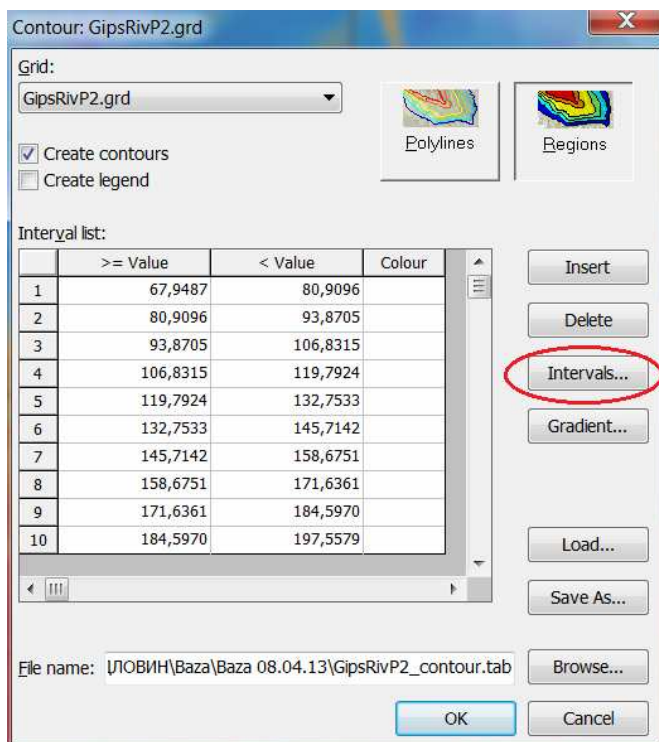 Contour: GipsRivP2.grd
X
Grid:
GipsRivP2.grd
Polylines
Regions
Create contours
Create legend
Interval list:
>= Value < Value Colour
1 67,9487 80,9096
2 80,9096 93,8705
3 93,8705 106,8315
4 106,8315 119,7924
5 119,7924 132,7533
6 132,7533 145,7142
7 145,7142 158,6751
8 158,6751 171,6361
9 171,6361 184,5970
10 184,5970 197,5579
Insert
Delete
Intervals...
Gradient...
Load...
Save As...
File name: ЦЛОВИН\Baza\Baza 08.04.13\GipsRivP2_contour.tab Browse...
OK Cancel